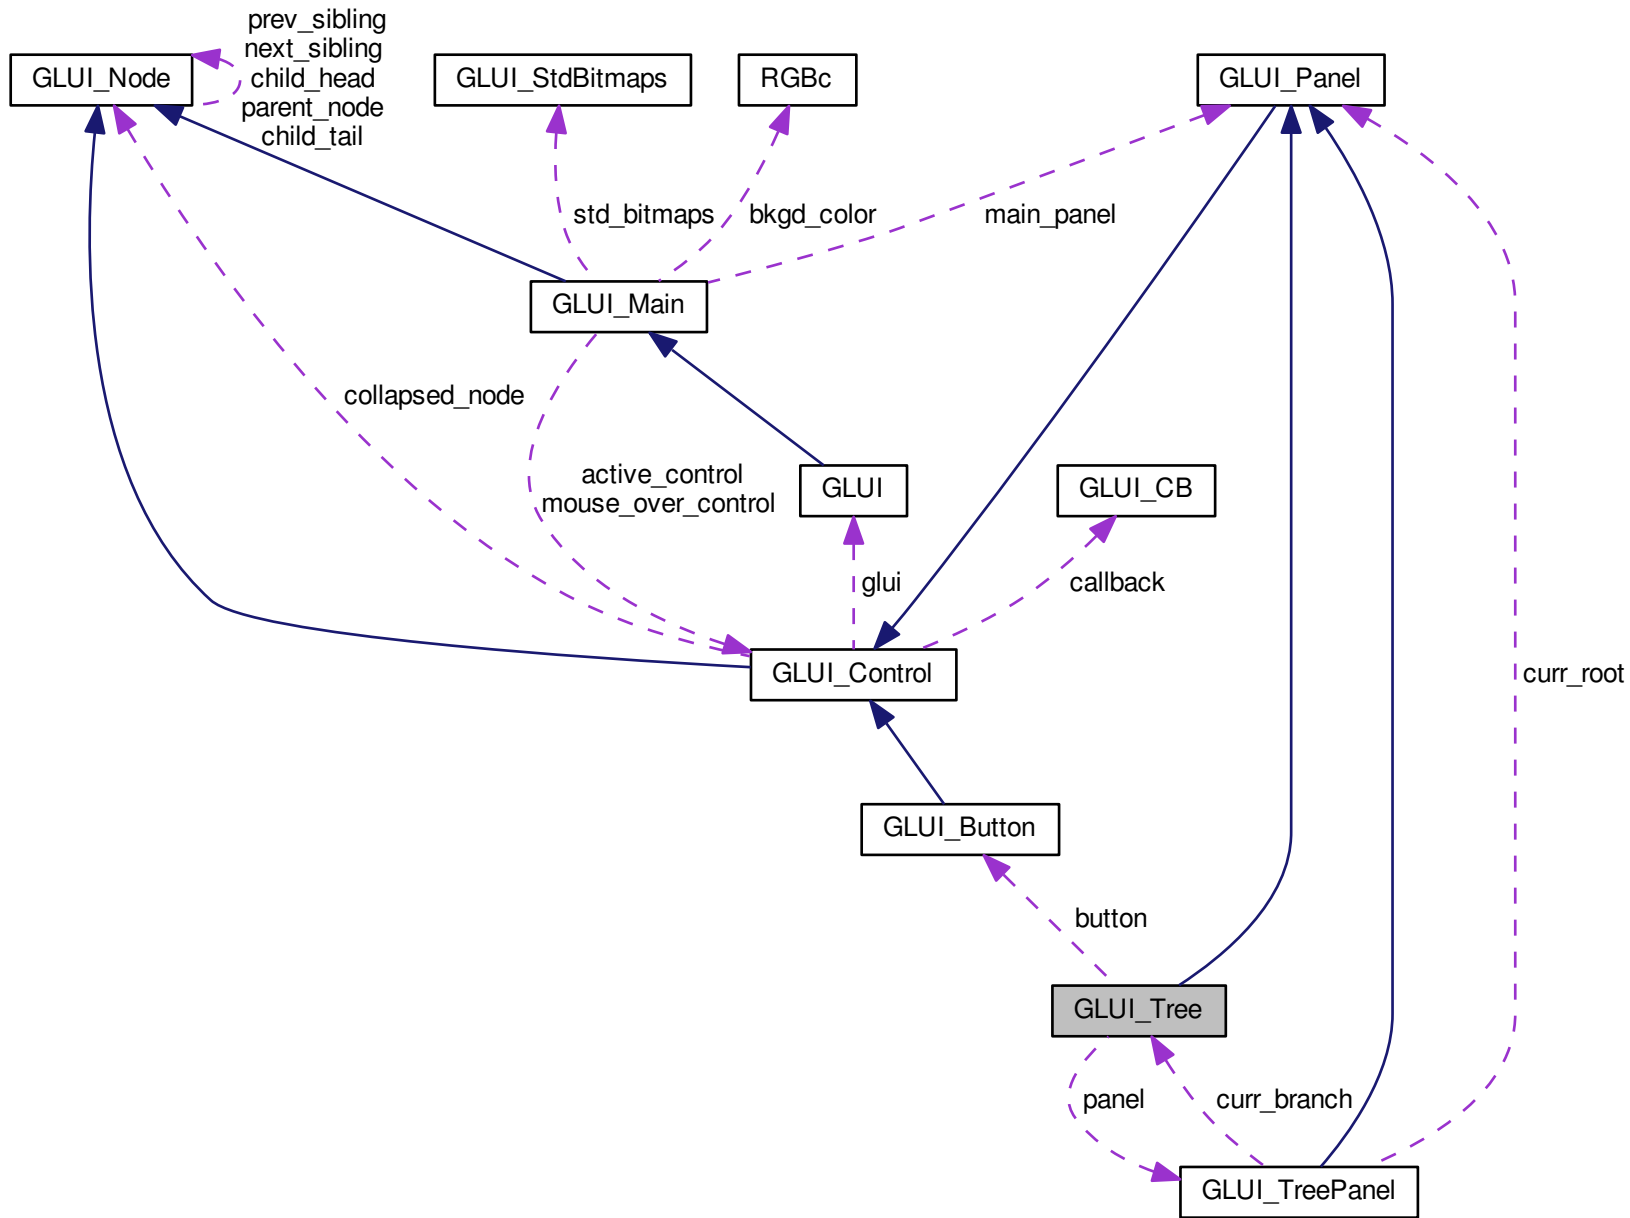 prev_sibling
next_sibling
child_head
parent_node
child_tail
GLUI_Node
GLUI_StdBitmaps
RGBc
GLUI_Panel
std_bitmaps
bkgd_color
main_panel
GLUI_Main
collapsed_node
active_control
mouse_over_control
GLUI
GLUI_CB
glui
callback
GLUI_Control
curr_root
GLUI_Button
button
GLUI_Tree
panel
curr_branch
GLUI_TreePanel